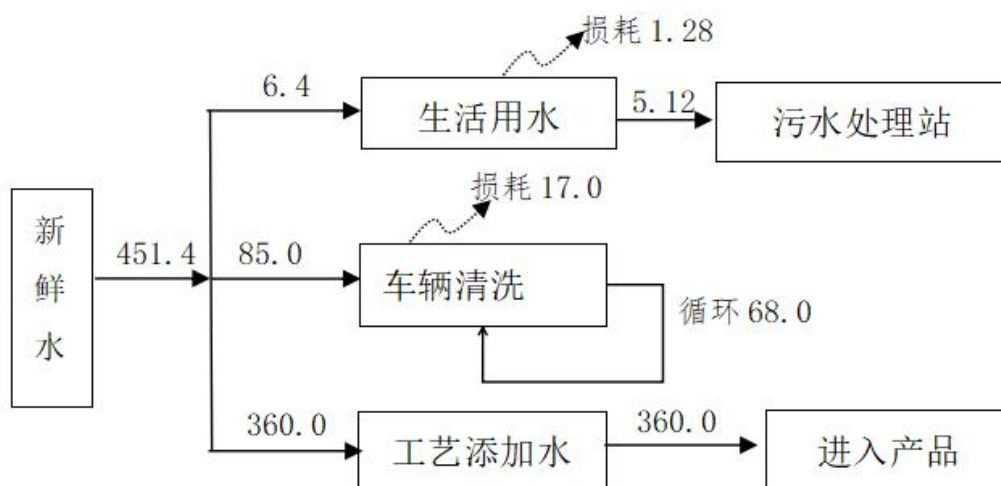 损耗 1.28
6.4
生活用水
5.12
污水处理站
损耗 17.0
新鲜水
451.4
85.0
车辆清洗
循环 68.0
360.0
工艺添加水
360.0
进入产品